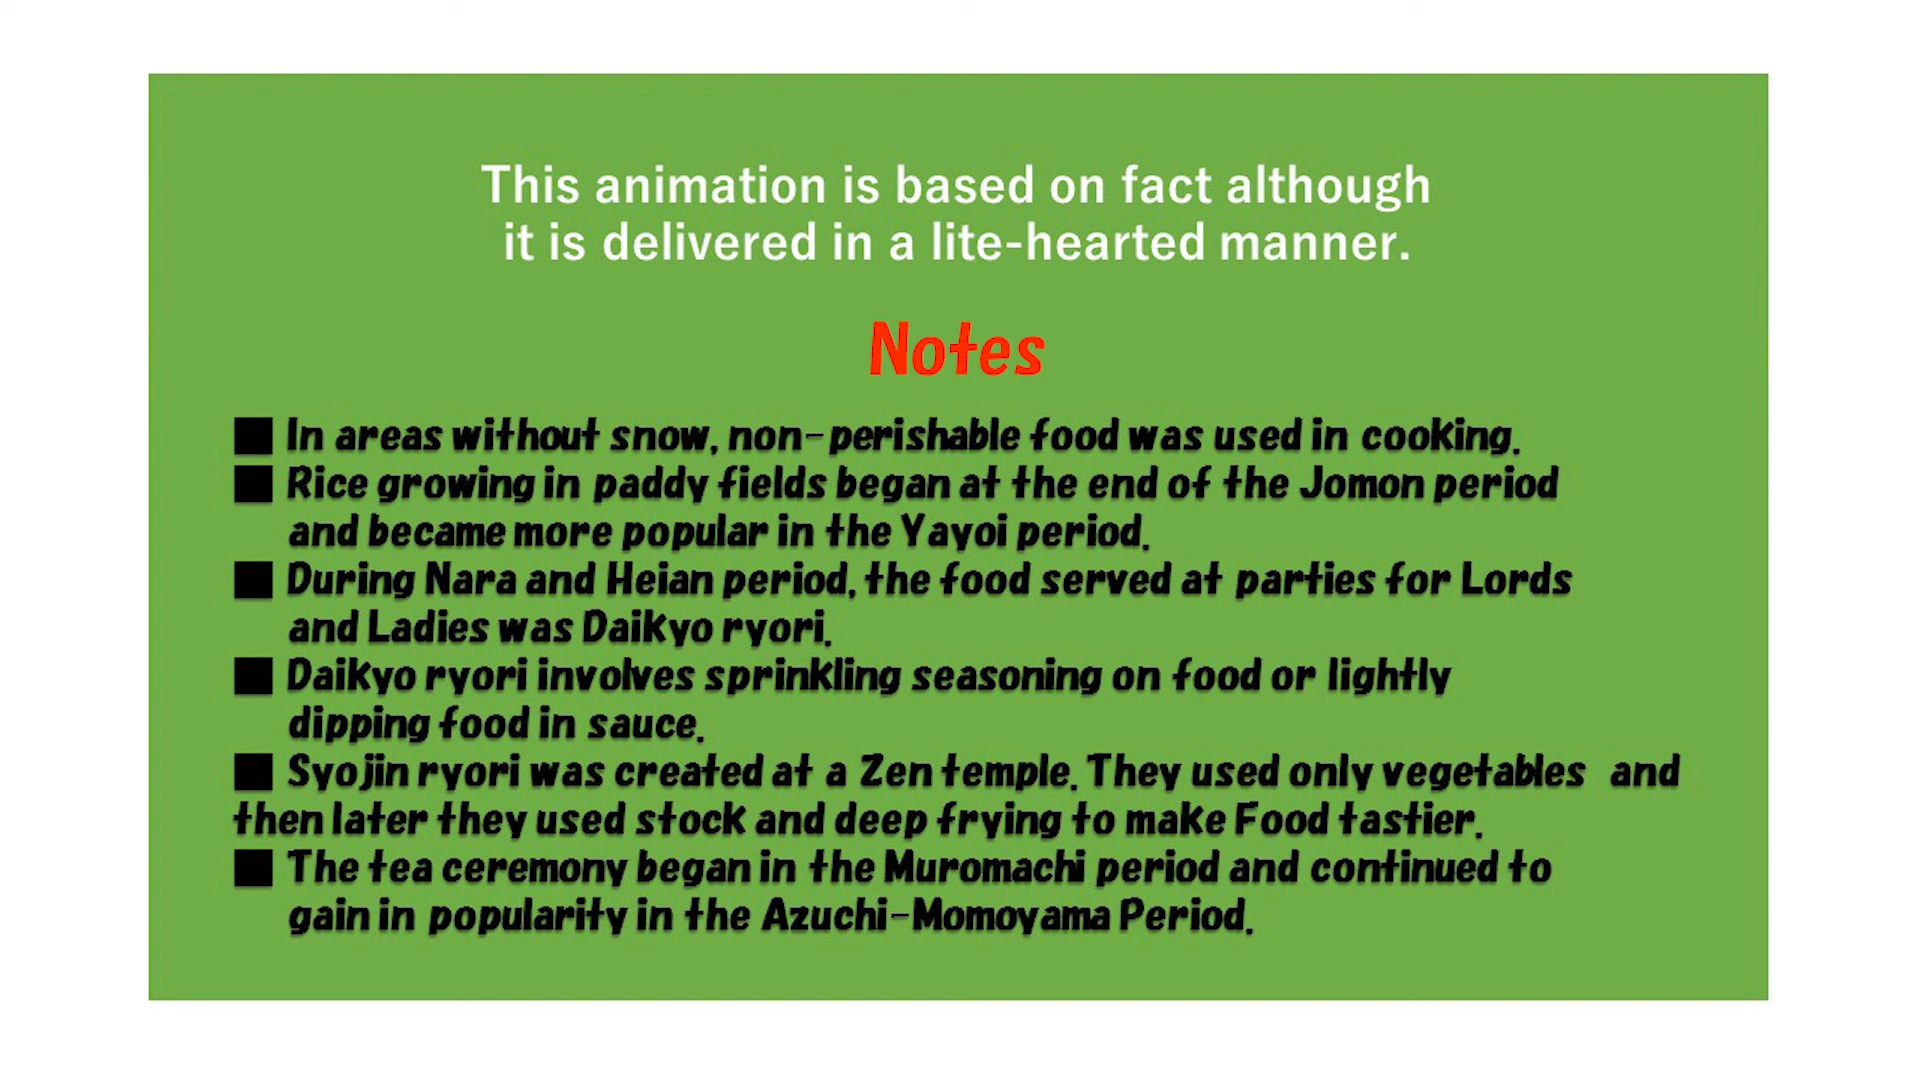 This animation is based on fact although
it is delivered in a lite-hearted manner.
Notes
■ In areas without snow, non-perishable food was used in cooking.
■ Rice growing in paddy fields began at the end of the Jomon period
and became more popular in the Yayoi period.
■ During Nara and Heian period, the food served at parties for Lords
and Ladies was Daikyo ryori.
■ Daikyo ryori involves sprinkling seasoning on food or lightly
dipping food in sauce.
■ Syojin ryori was created at a Zen temple. They used only vegetables and
then later they used stock and deep frying to make Food tastier.
■ The tea ceremony began in the Muromachi period and continued to
gain in popularity in the Azuchi-Momoyama Period.